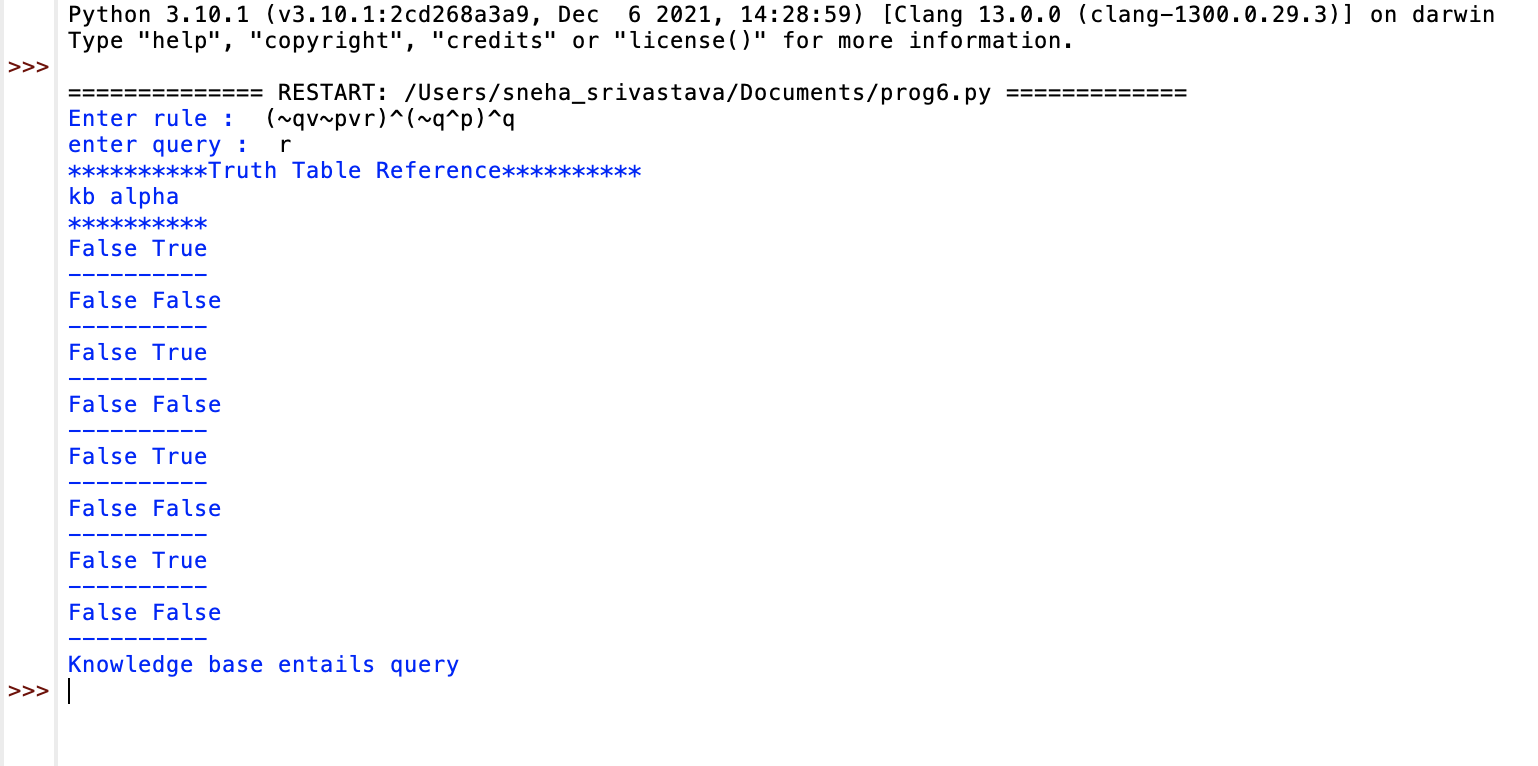 Python 3.10.1 (v3.10.1:2cd268a3a9, Dec  6 2021, 14:28:59) [Clang 13.0.0 (clang-1300.0.29.3)] on darwin
Type "help", "copyright", "credits" or "license()" for more information.
>>>
============== RESTART: /Users/sneha_srivastava/Documents/prog6.py =============
Enter rule :  (~qv~pvr)^(~q^p)^q
enter query :  r
**********Truth Table Reference**********
kb alpha
**********
False True
----------
False False
----------
False True
----------
False False
----------
False True
----------
False False
----------
False True
----------
False False
----------
Knowledge base entails query
>>>